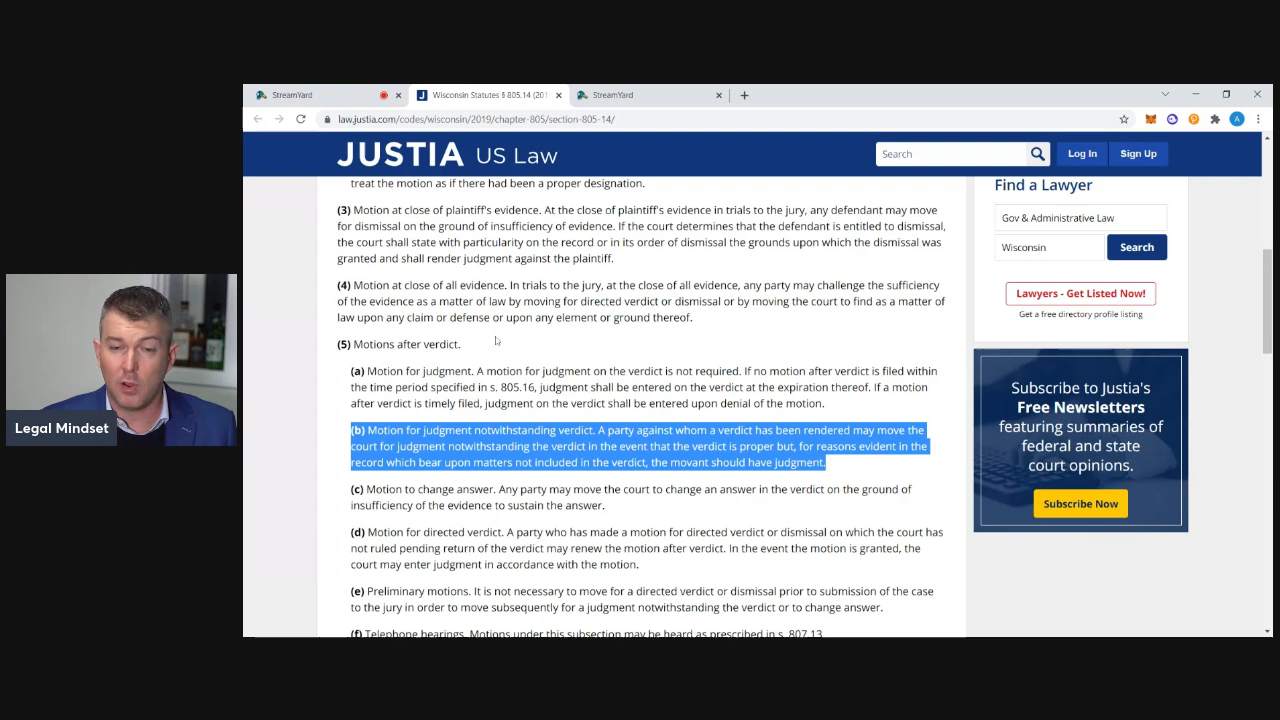 StreamYard
Wisconsin Statutes § 805.14 (201
StreamYard
law.justia.com/codes/wisconsin/2019/chapter-805/section-805-14/
A
JUSTIA US Law
Search
Log In
Sign Up
treat the motion as if there had been a proper designation.
(3) Motion at close of plaintiff's evidence. At the close of plaintiff's evidence in trials to the jury, any defendant may move
for dismissal on the ground of insufficiency of evidence. If the court determines that the defendant is entitled to dismissal,
the court shall state with particularity on the record or in its order of dismissal the grounds upon which the dismissal was
granted and shall render judgment against the plaintiff.
(4) Motion at close of all evidence. In trials to the jury, at the close of all evidence, any party may challenge the sufficiency
of the evidence as a matter of law by moving for directed verdict or dismissal or by moving the court to find as a matter of
law upon any claim or defense or upon any element or ground thereof.
(5) Motions after verdict.
(a) Motion for judgment. A motion for judgment on the verdict is not required. If no motion after verdict is filed within
the time period specified in s. 805.16, judgment shall be entered on the verdict at the expiration thereof. If a motion
after verdict is timely filed, judgment on the verdict shall be entered upon denial of the motion.
(b) Motion for judgment notwithstanding verdict. A party against whom a verdict has been rendered may move the
court for judgment notwithstanding the verdict in the event that the verdict is proper but, for reasons evident in the
record which bear upon matters not included in the verdict, the movant should have judgment.
(c) Motion to change answer. Any party may move the court to change an answer in the verdict on the ground of
insufficiency of the evidence to sustain the answer.
(d) Motion for directed verdict. A party who has made a motion for directed verdict or dismissal on which the court has
not ruled pending return of the verdict may renew the motion after verdict. In the event the motion is granted, the
court may enter judgment in accordance with the motion.
(e) Preliminary motions. It is not necessary to move for a directed verdict or dismissal prior to submission of the case
to the jury in order to move subsequently for a judgment notwithstanding the verdict or to change answer.
(f) Telephone hearings. Motions under this subsection may be heard as prescribed in s. 807.13
Find a Lawyer
Gov & Administrative Law
Wisconsin
Search
Lawyers - Get Listed Now!
Get a free directory profile listing
Subscribe to Justia's
Free Newsletters
featuring summaries of
federal and state
court opinions.
Subscribe Now
Legal Mindset